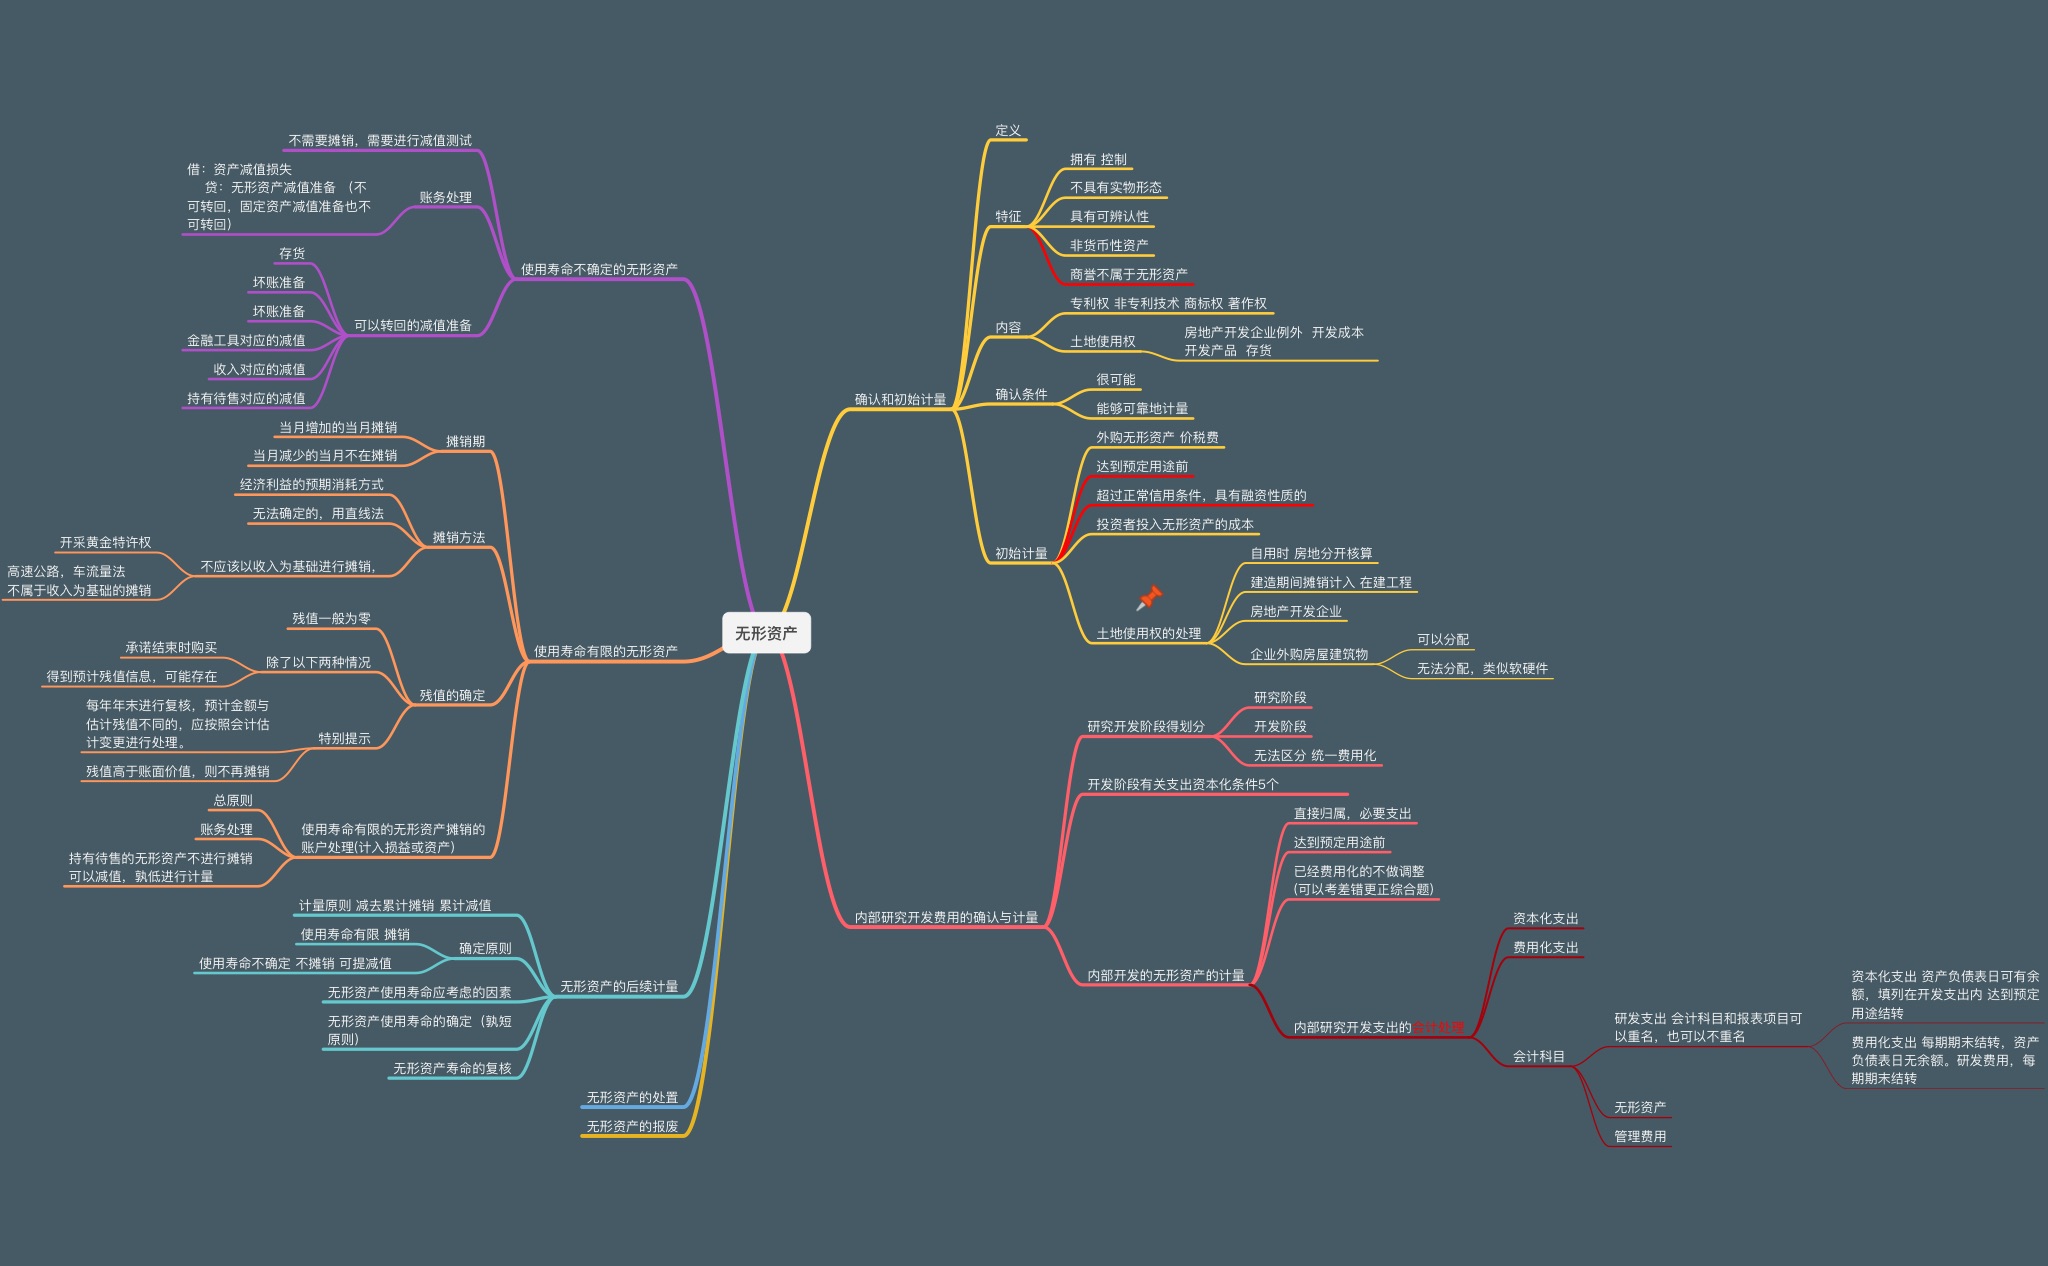 无形资产
确认和初始计量
定义
特征
拥有 控制
不具有实物形态
具有可辨认性
非货币性资产
商誉不属于无形资产
内容
专利权 非专利技术 商标权 著作权
土地使用权
房地产开发企业例外 开发成本
开发产品 存货
确认条件
很可能
能够可靠地计量
初始计量
外购无形资产 价税费
达到预定用途前
超过正常信用条件，具有融资性质的
投资者投入无形资产的成本
土地使用权的处理
自用时 房地分开核算
建造期间摊销计入 在建工程
房地产开发企业
企业外购房屋建筑物
可以分配
无法分配，类似软硬件
内部研究开发费用的确认与计量
研究开发阶段得划分
研究阶段
开发阶段
无法区分 统一费用化
开发阶段有关支出资本化条件5个
内部开发的无形资产的计量
直接归属，必要支出
达到预定用途前
已经费用化的不做调整
(可以考差错更正综合题)
内部研究开发支出的会计处理
资本化支出
费用化支出
会计科目
研发支出 会计科目和报表项目可
以重名，也可以不重名
资本化支出 资产负债表日可有余
额，填列在开发支出内 达到预定
用途结转
费用化支出 每期期末结转，资产
负债表日无余额。研发费用，每
期期末结转
无形资产
管理费用
使用寿命不确定的无形资产
不需要摊销，需要进行减值测试
账务处理
借：资产减值损失
贷：无形资产减值准备 （不
可转回，固定资产减值准备也不
可转回）
可以转回的减值准备
存货
坏账准备
坏账准备
金融工具对应的减值
收入对应的减值
持有待售对应的减值
使用寿命有限的无形资产
摊销期
当月增加的当月摊销
当月减少的当月不在摊销
摊销方法
经济利益的预期消耗方式
无法确定的，用直线法
不应该以收入为基础进行摊销，
开采黄金特许权
高速公路，车流量法
不属于收入为基础的摊销
残值的确定
残值一般为零
除了以下两种情况
承诺结束时购买
得到预计残值信息，可能存在
特别提示
每年年末进行复核，预计金额与
估计残值不同的，应按照会计估
计变更进行处理。
残值高于账面价值，则不再摊销
使用寿命有限的无形资产摊销的
账户处理(计入损益或资产)
总原则
账务处理
持有待售的无形资产不进行摊销
可以减值，孰低进行计量
无形资产的后续计量
计量原则 减去累计摊销 累计减值
确定原则
使用寿命有限 摊销
使用寿命不确定 不摊销 可提减值
无形资产使用寿命应考虑的因素
无形资产使用寿命的确定（孰短
原则）
无形资产寿命的复核
无形资产的处置
无形资产的报废